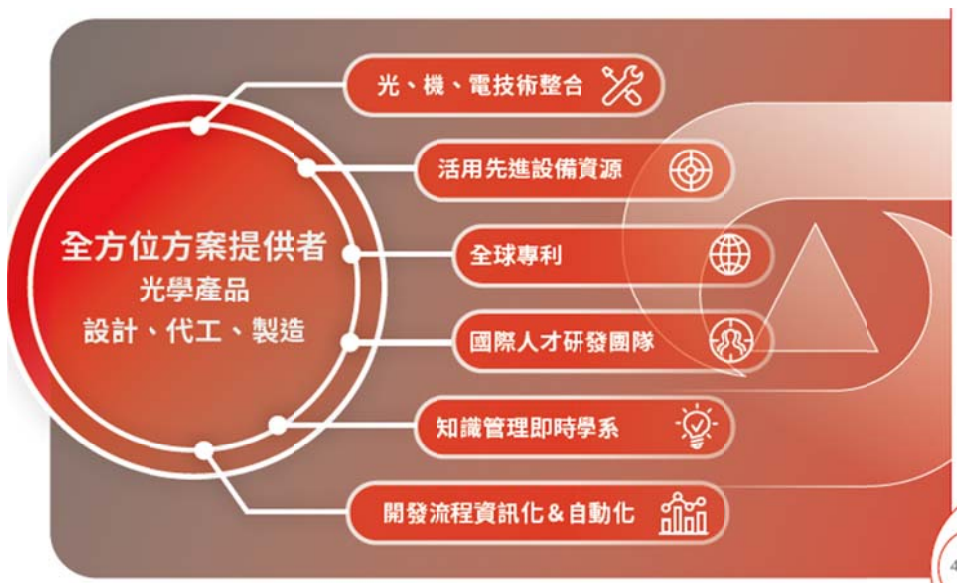 光、機、電技術整合
活用先進設備資源
全方位方案提供者
光學產品
設計、代工、製造
全球專利
國際人才研發團隊
知識管理即時學系
開發流程資訊化&自動化
4